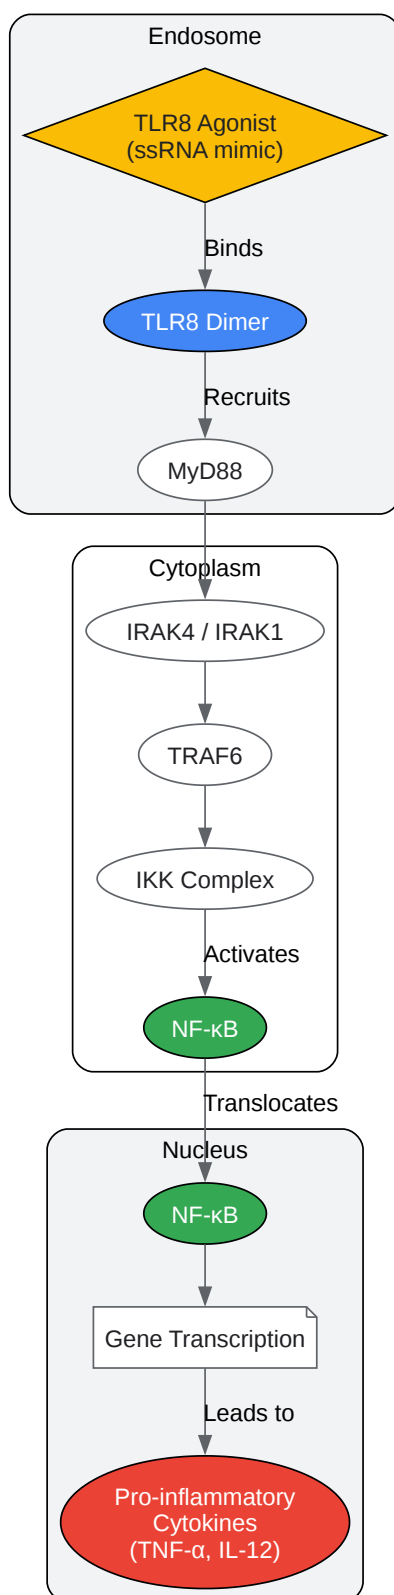 Endosome
TLR8 Agonist
(ssRNA mimic)
Binds
TLR8 Dimer
Recruits
MyD88
Cytoplasm
IRAK4 / IRAK1
TRAF6
IKK Complex
Activates
NF-κB
Translocates
Nucleus
NF-κB
Gene Transcription
Leads to
Pro-inflammatory
Cytokines
(TNF-α, IL-12)